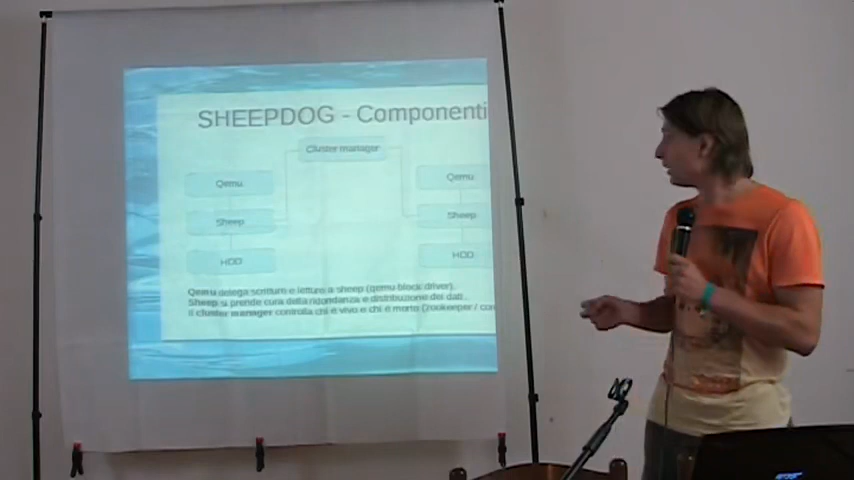 SHEEPDOG - Componenti
Cluster manager
Qemu
Qemu
Sheep
Sheep
HDD
HDD
Qemu delega scritture e letture a sheep (qemu block driver).
Sheep si prende cura della ridondanza e distribuzione dei dati.
Il cluster manager controlla chi è vivo e chi è morto (zookeeper /